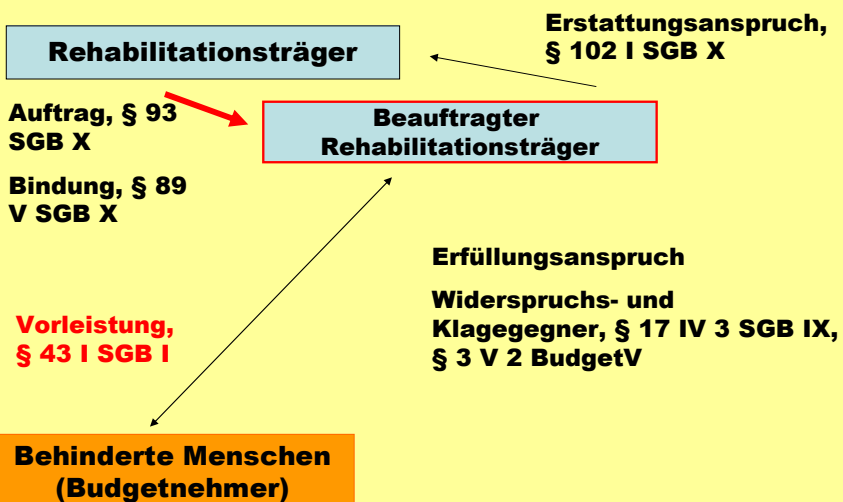 Erstattungsanspruch,
§ 102 I SGB X
Rehabilitationsträger
Auftrag, § 93
SGB X
Beauftragter
Rehabilitationsträger
Bindung, § 89
V SGB X
Erfüllungsanspruch
Widerspruchs- und
Klagegegner, § 17 IV 3 SGB IX,
§ 3 V 2 BudgetV
Vorleistung,
§ 43 I SGB I
Behinderte Menschen
(Budgetnehmer)